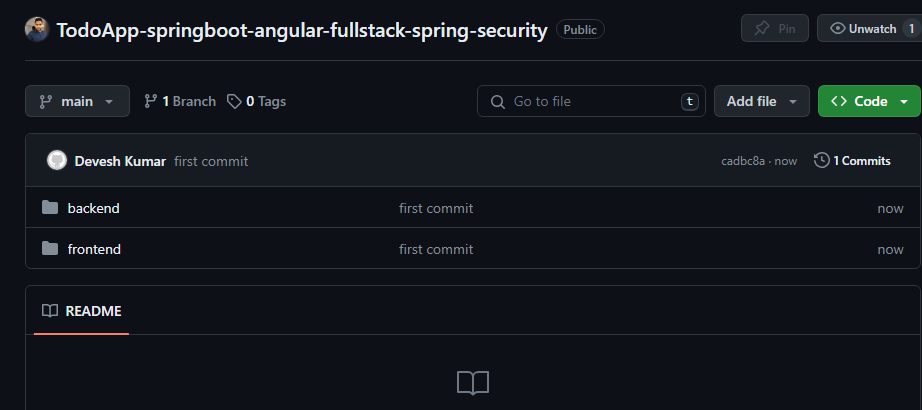 TodoApp-springboot-angular-fullstack-spring-security Public Pin Unwatch 1
main 1 Branch 0 Tags Go to file t Add file Code
Devesh Kumar first commit cadbc8a · now 1 Commits
backend first commit now
frontend first commit now
README